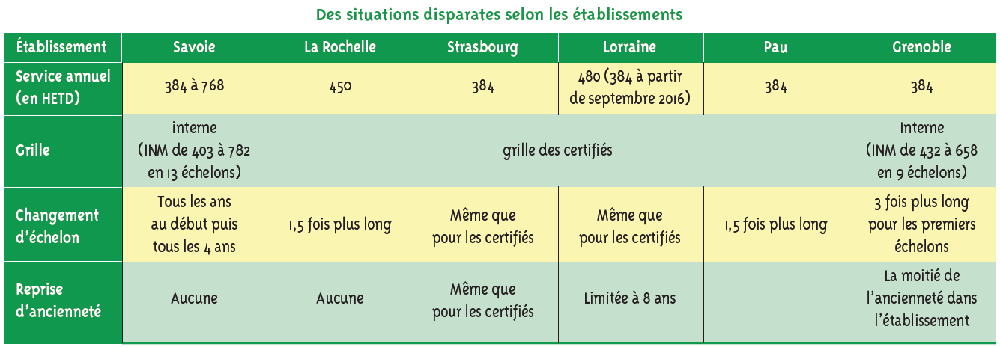 Des situations disparates selon les établissements
Établissement
Savoie
La Rochelle
Strasbourg
Lorraine
Pau
Grenoble
Service annuel
(en HETD)
384 à 768
450
384
480 (384 à partir
de septembre 2016)
384
384
Grille
interne
(INM de 403 à 782
en 13 échelons)
grille des certifiés
Interne
(INM de 432 à 658
en 9 échelons)
Changement
d’échelon
Tous les ans
au début puis
tous les 4 ans
1,5 fois plus long
Même que
pour les certifiés
Même que
pour les certifiés
1,5 fois plus long
3 fois plus long
pour les premiers
échelons
Reprise
d’ancienneté
Aucune
Aucune
Même que
pour les certifiés
Limitée à 8 ans
La moitié de
l’ancienneté dans
l’établissement